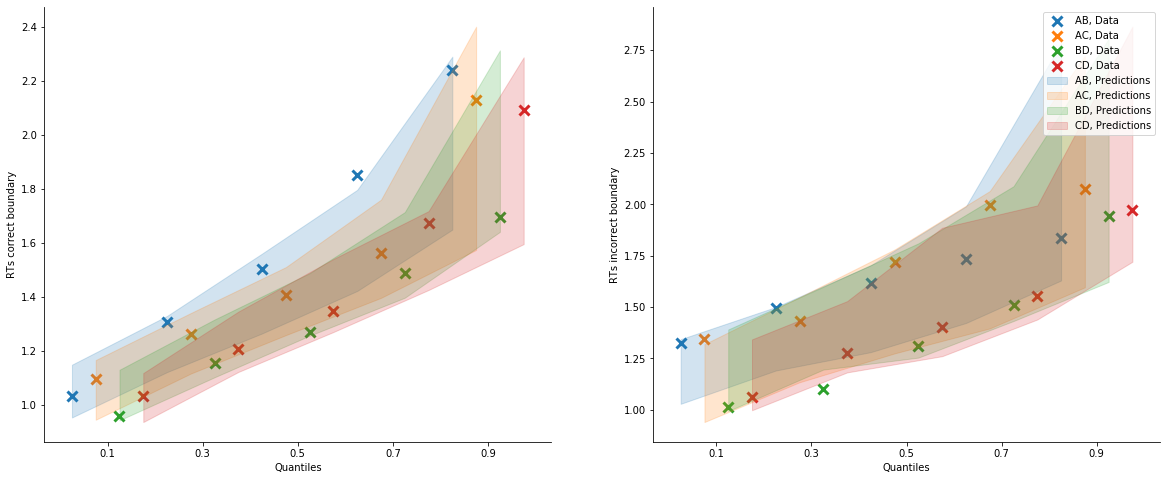 2.4
2.2
2.0
1.8
1.6
1.4
1.2
1.0
RTs correct boundary
0.1 0.3 0.5 0.7 0.9
Quantiles
2.75
2.50
2.25
2.00
1.75
1.50
1.25
1.00
RTs incorrect boundary
0.1 0.3 0.5 0.7 0.9
Quantiles
AB, Data
AC, Data
BD, Data
CD, Data
AB, Predictions
AC, Predictions
BD, Predictions
CD, Predictions